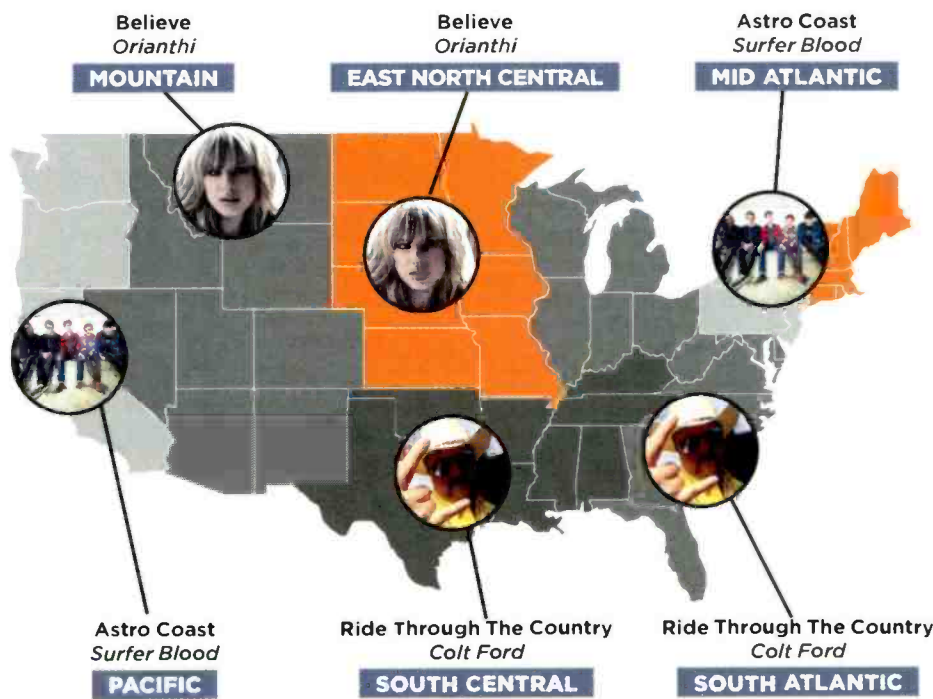 Believe
Orianthi
MOUNTAIN
Believe
Orianthi
EAST NORTH CENTRAL
Astro Coast
Surfer Blood
MID ATLANTIC
Astro Coast
Surfer Blood
PACIFIC
Ride Through The Country
Colt Ford
SOUTH CENTRAL
Ride Through The Country
Colt Ford
SOUTH ATLANTIC